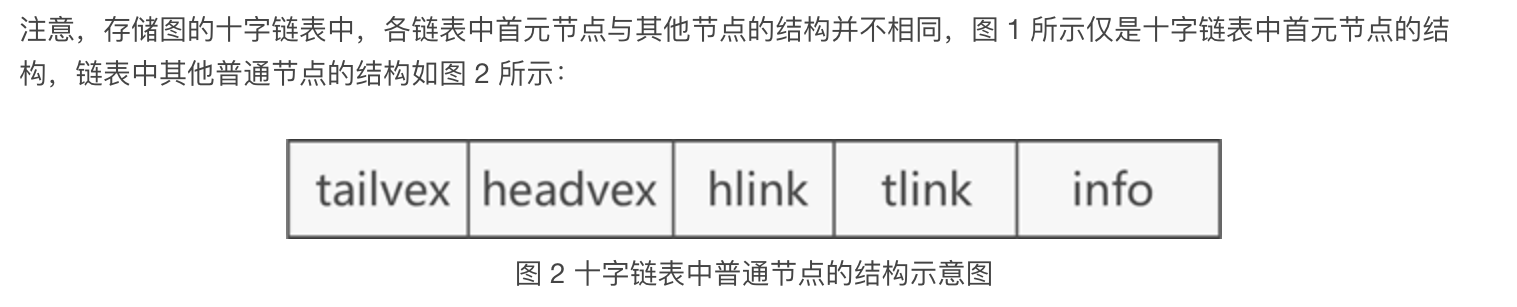 注意，存储图的十字链表中，各链表中首元节点与其他节点的结构并不相同，图 1 所示仅是十字链表中首元节点的结
构，链表中其他普通节点的结构如图 2 所示：
tailvex headvex hlink tlink info
图 2 十字链表中普通节点的结构示意图